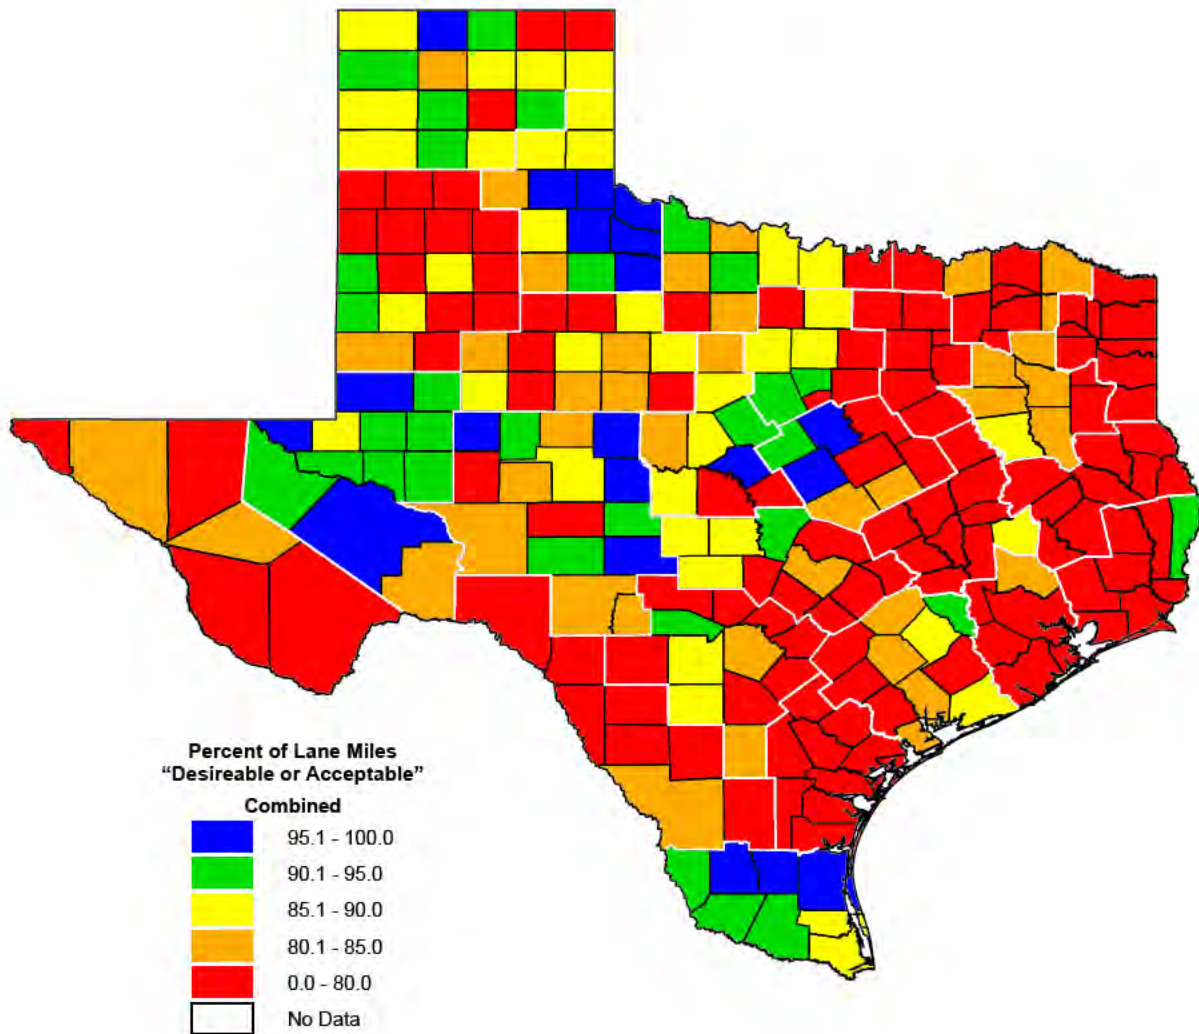 Percent of Lane Miles
“Desireable or Acceptable”
Combined
95.1 - 100.0
90.1 - 95.0
85.1 - 90.0
80.1 - 85.0
0.0 - 80.0
No Data